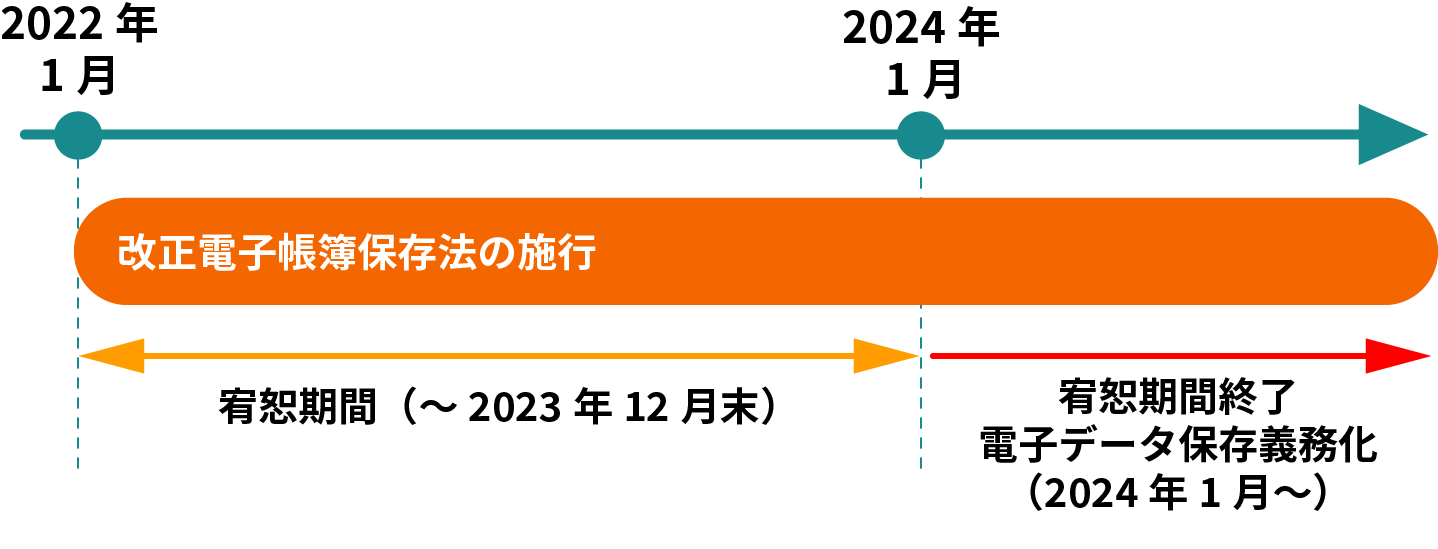 2022 年
1 月
2024 年
1 月
改正電子帳簿保存法の施行
宥恕期間（～ 2023 年 12 月末）
宥恕期間終了
電子データ保存義務化
（2024 年 1 月～）